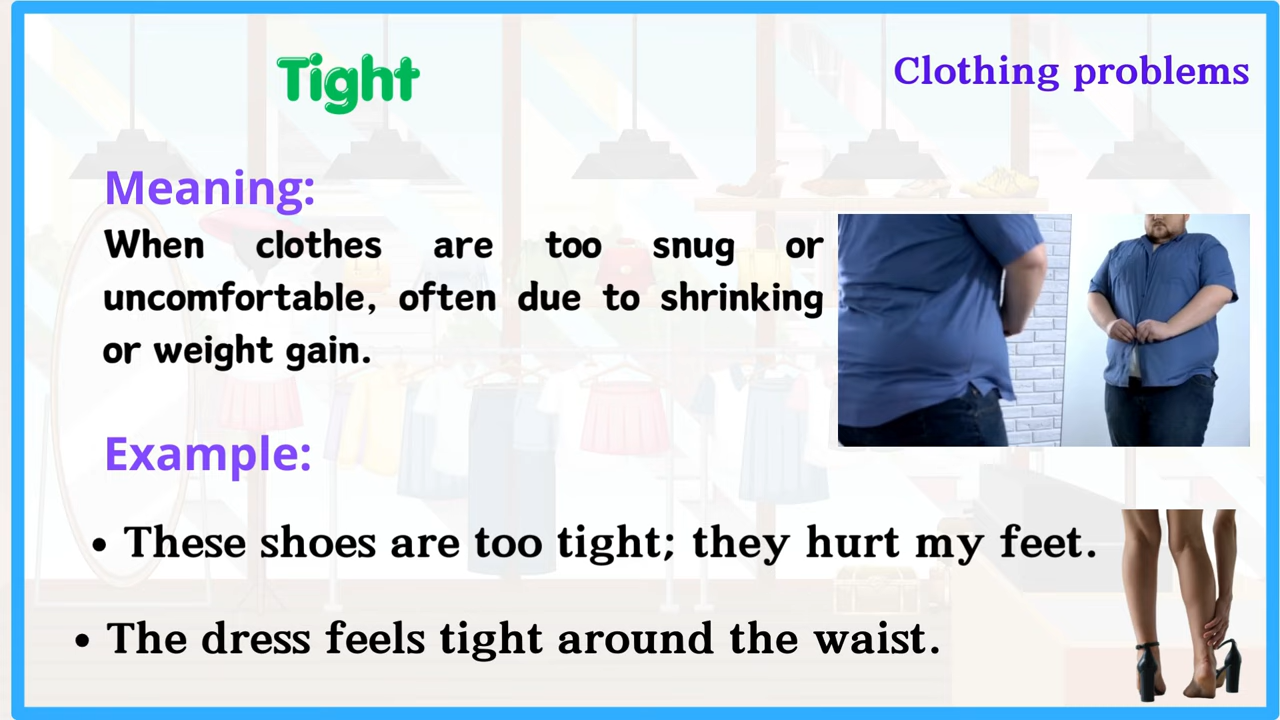 Tight
Clothing problems
Meaning:
When clothes are too snug or
uncomfortable, often due to shrinking
or weight gain.
Example:
• These shoes are too tight; they hurt my feet.
• The dress feels tight around the waist.